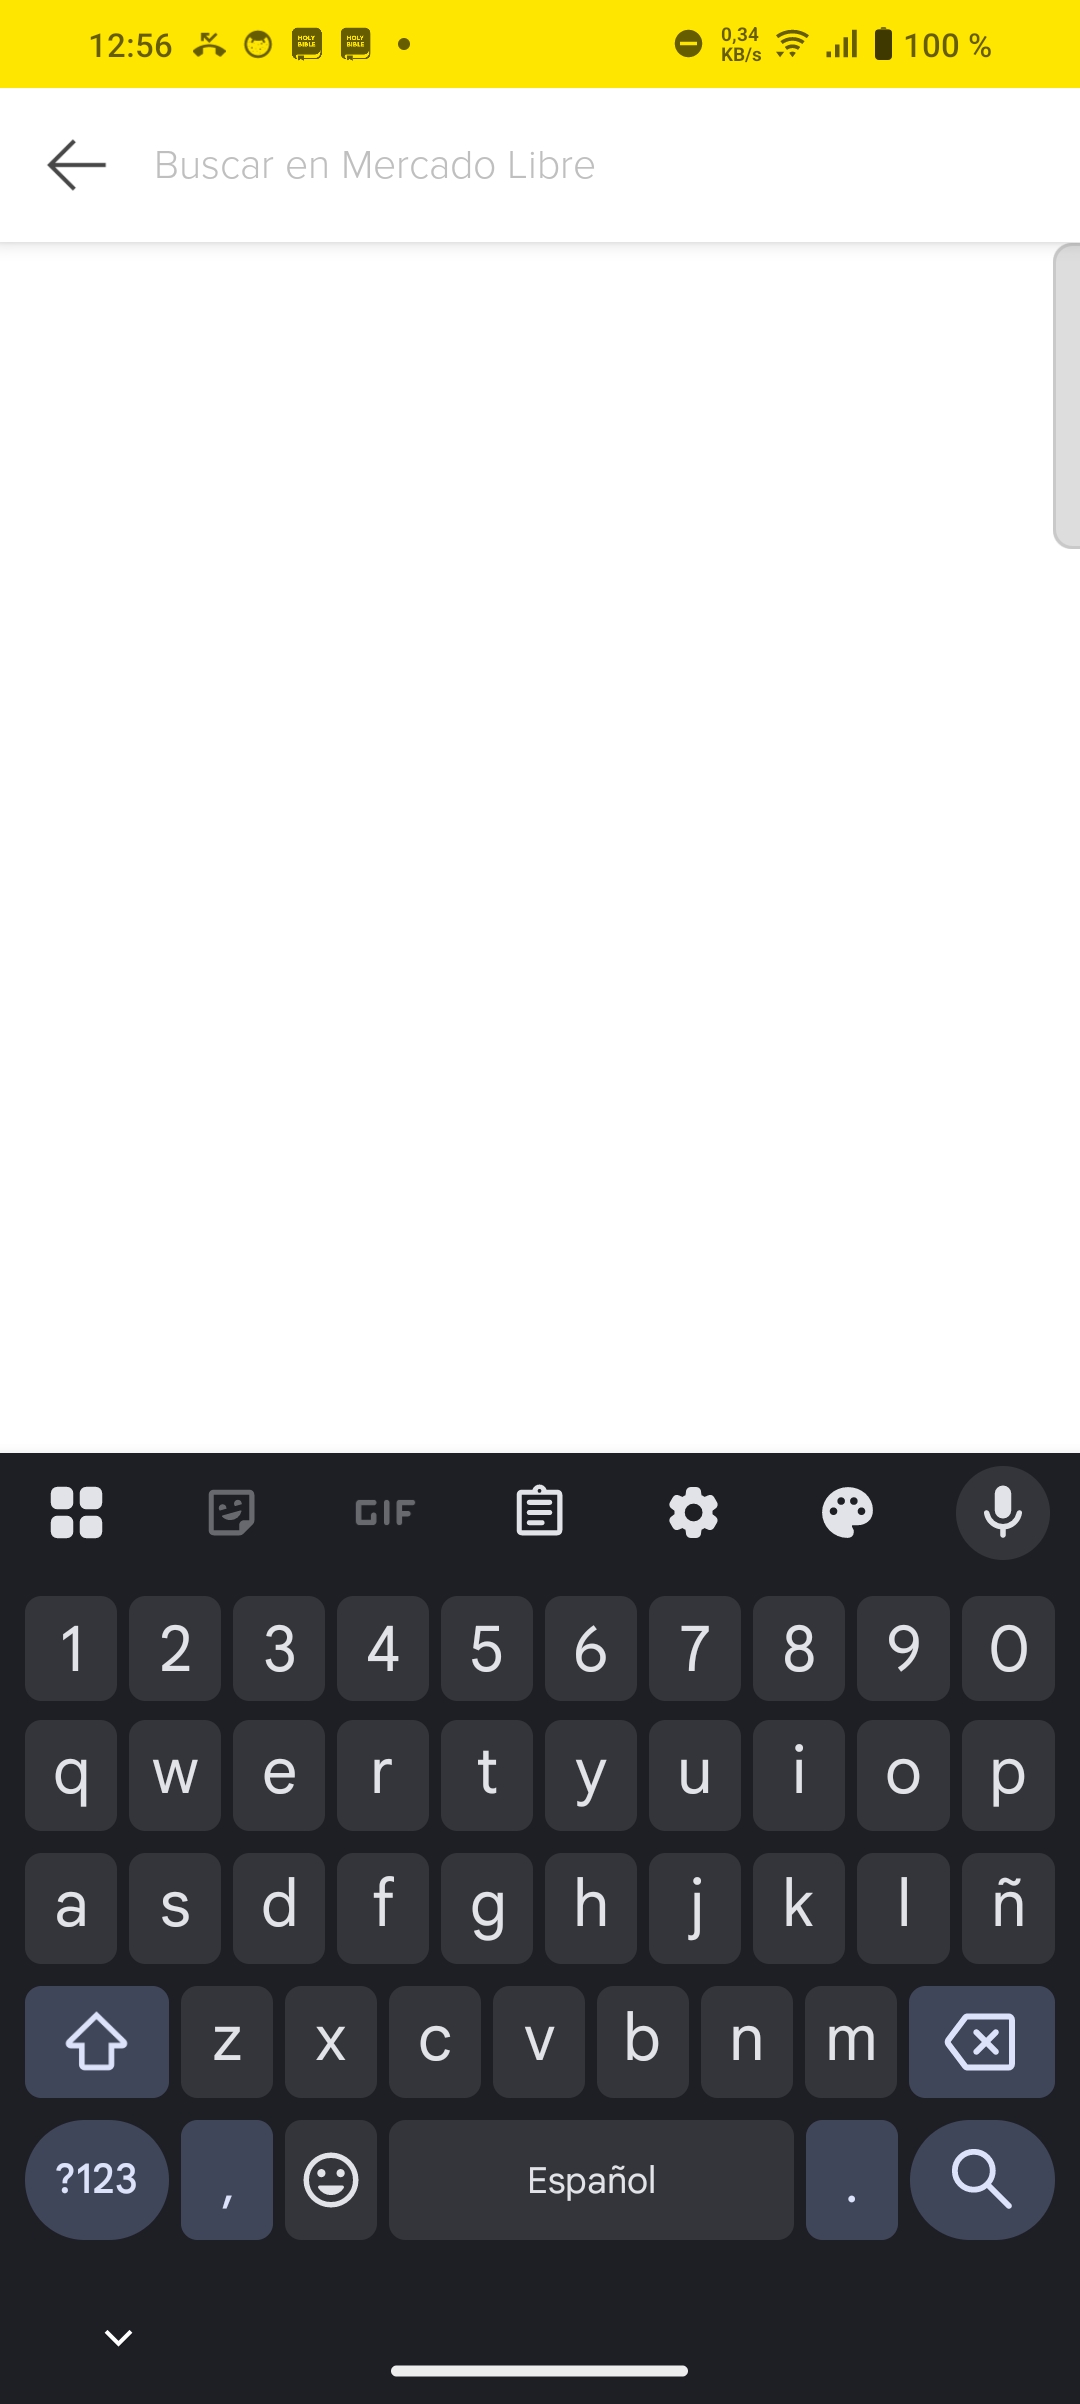 12:56
HOLY BIBLE
HOLY BIBLE
0,34 KB/s
100 %
Buscar en Mercado Libre
GIF
1 2 3 4 5 6 7 8 9 0
q w e r t y u i o p
a s d f g h j k l ñ
z x c v b n m
?123 , Español .